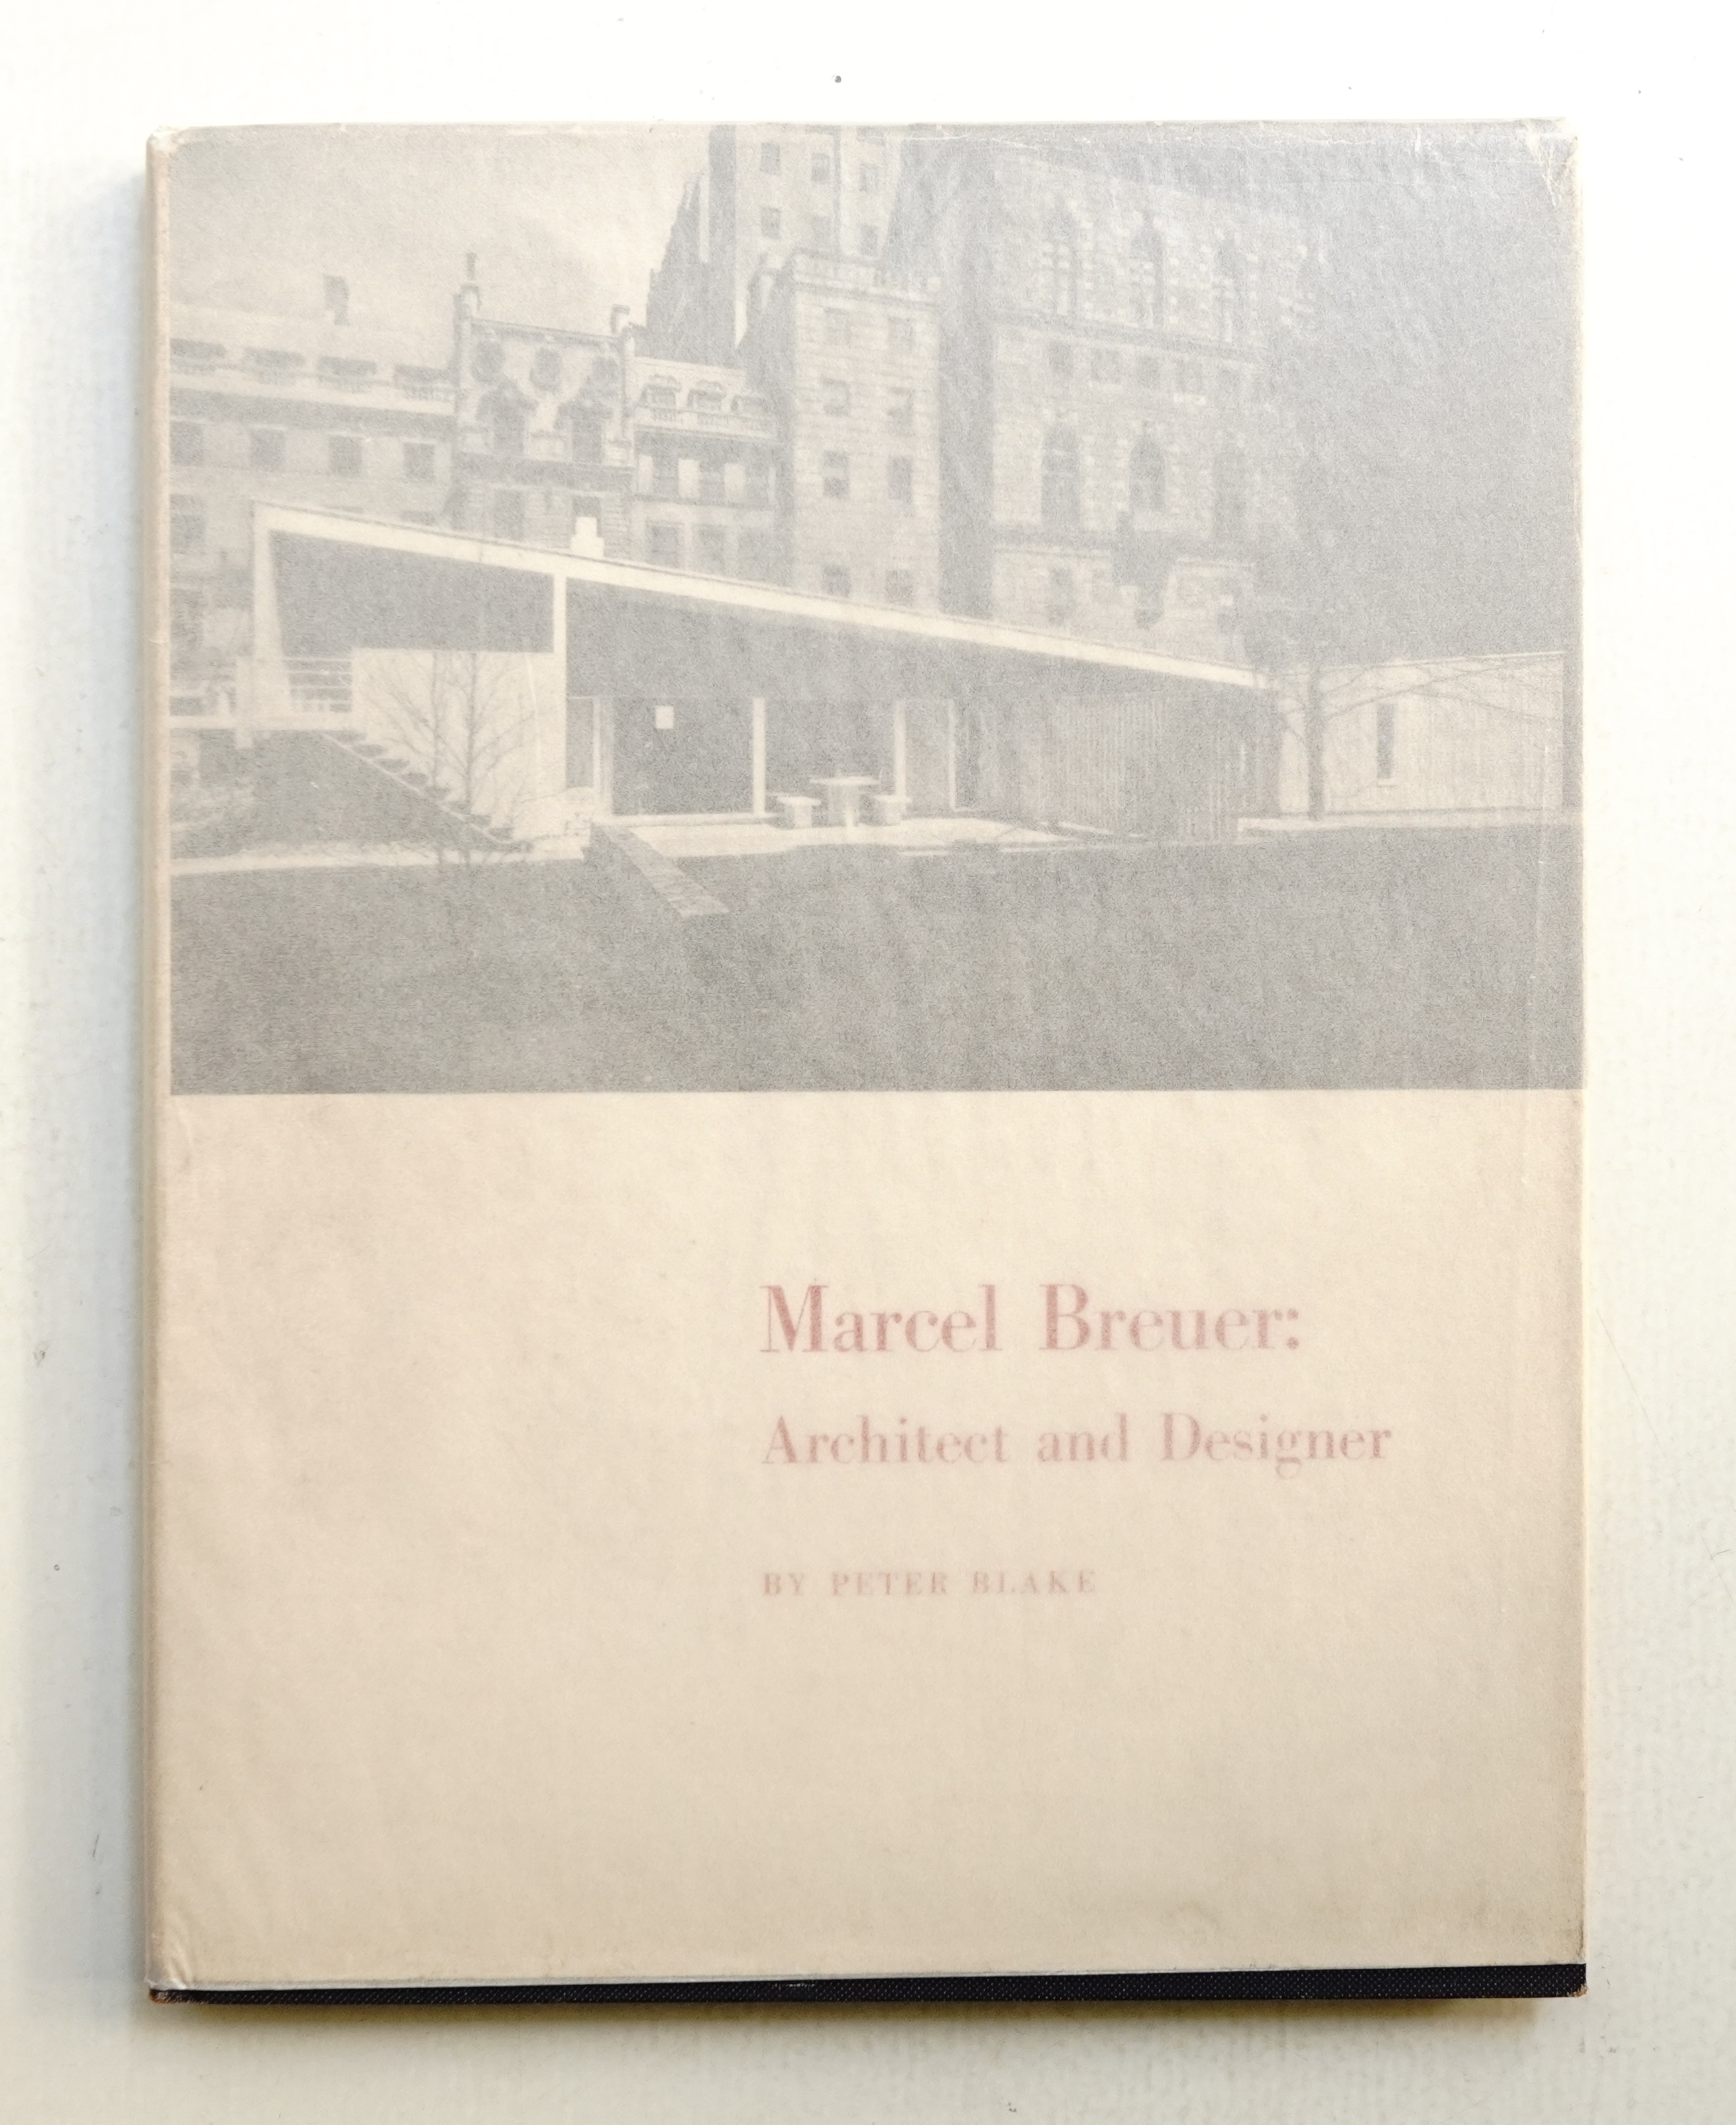 Marcel Breuer:
Architect and Designer
BY PETER BLAKE